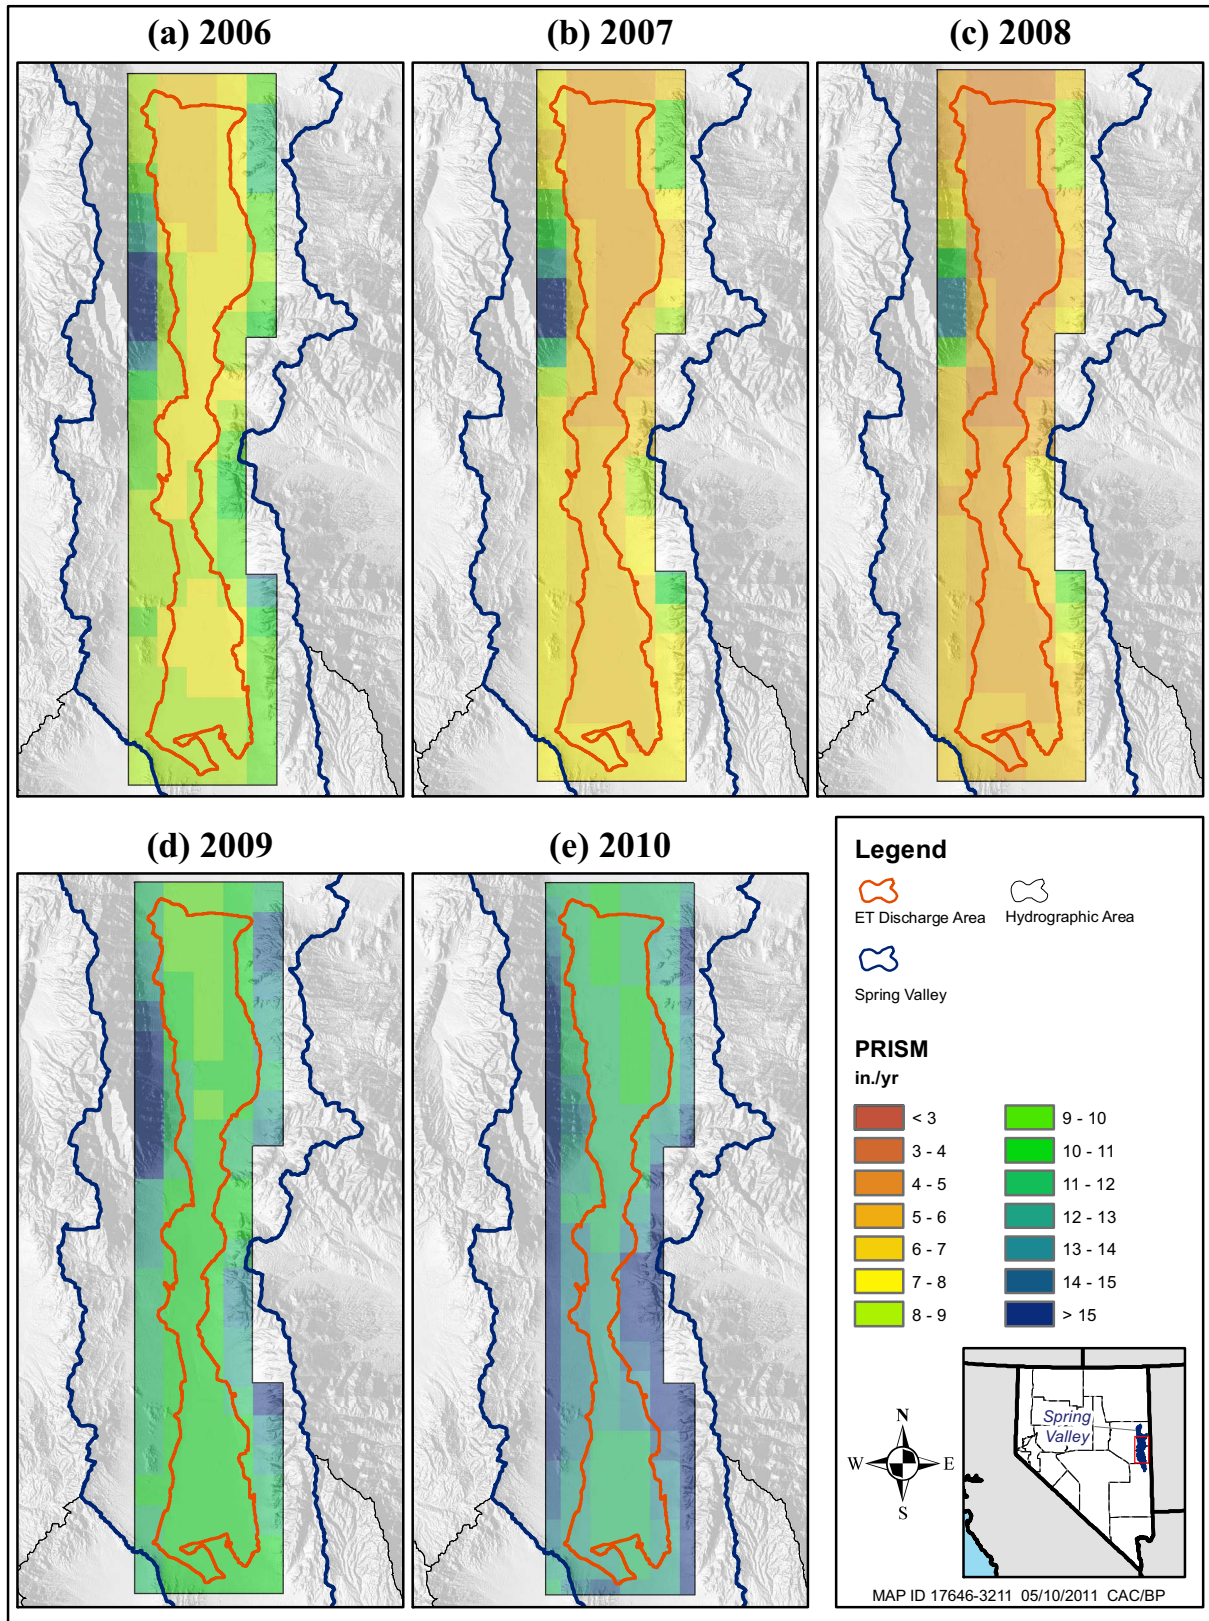 (a) 2006
(b) 2007
(c) 2008
(d) 2009
(e) 2010
Legend
ET Discharge Area
Hydrographic Area
Spring Valley
PRISM
in./yr
< 3
3 - 4
4 - 5
5 - 6
6 - 7
7 - 8
8 - 9
9 - 10
10 - 11
11 - 12
12 - 13
13 - 14
14 - 15
> 15
N
W
E
S
Spring
Valley
MAP ID 17646-3211 05/10/2011 CAC/BP